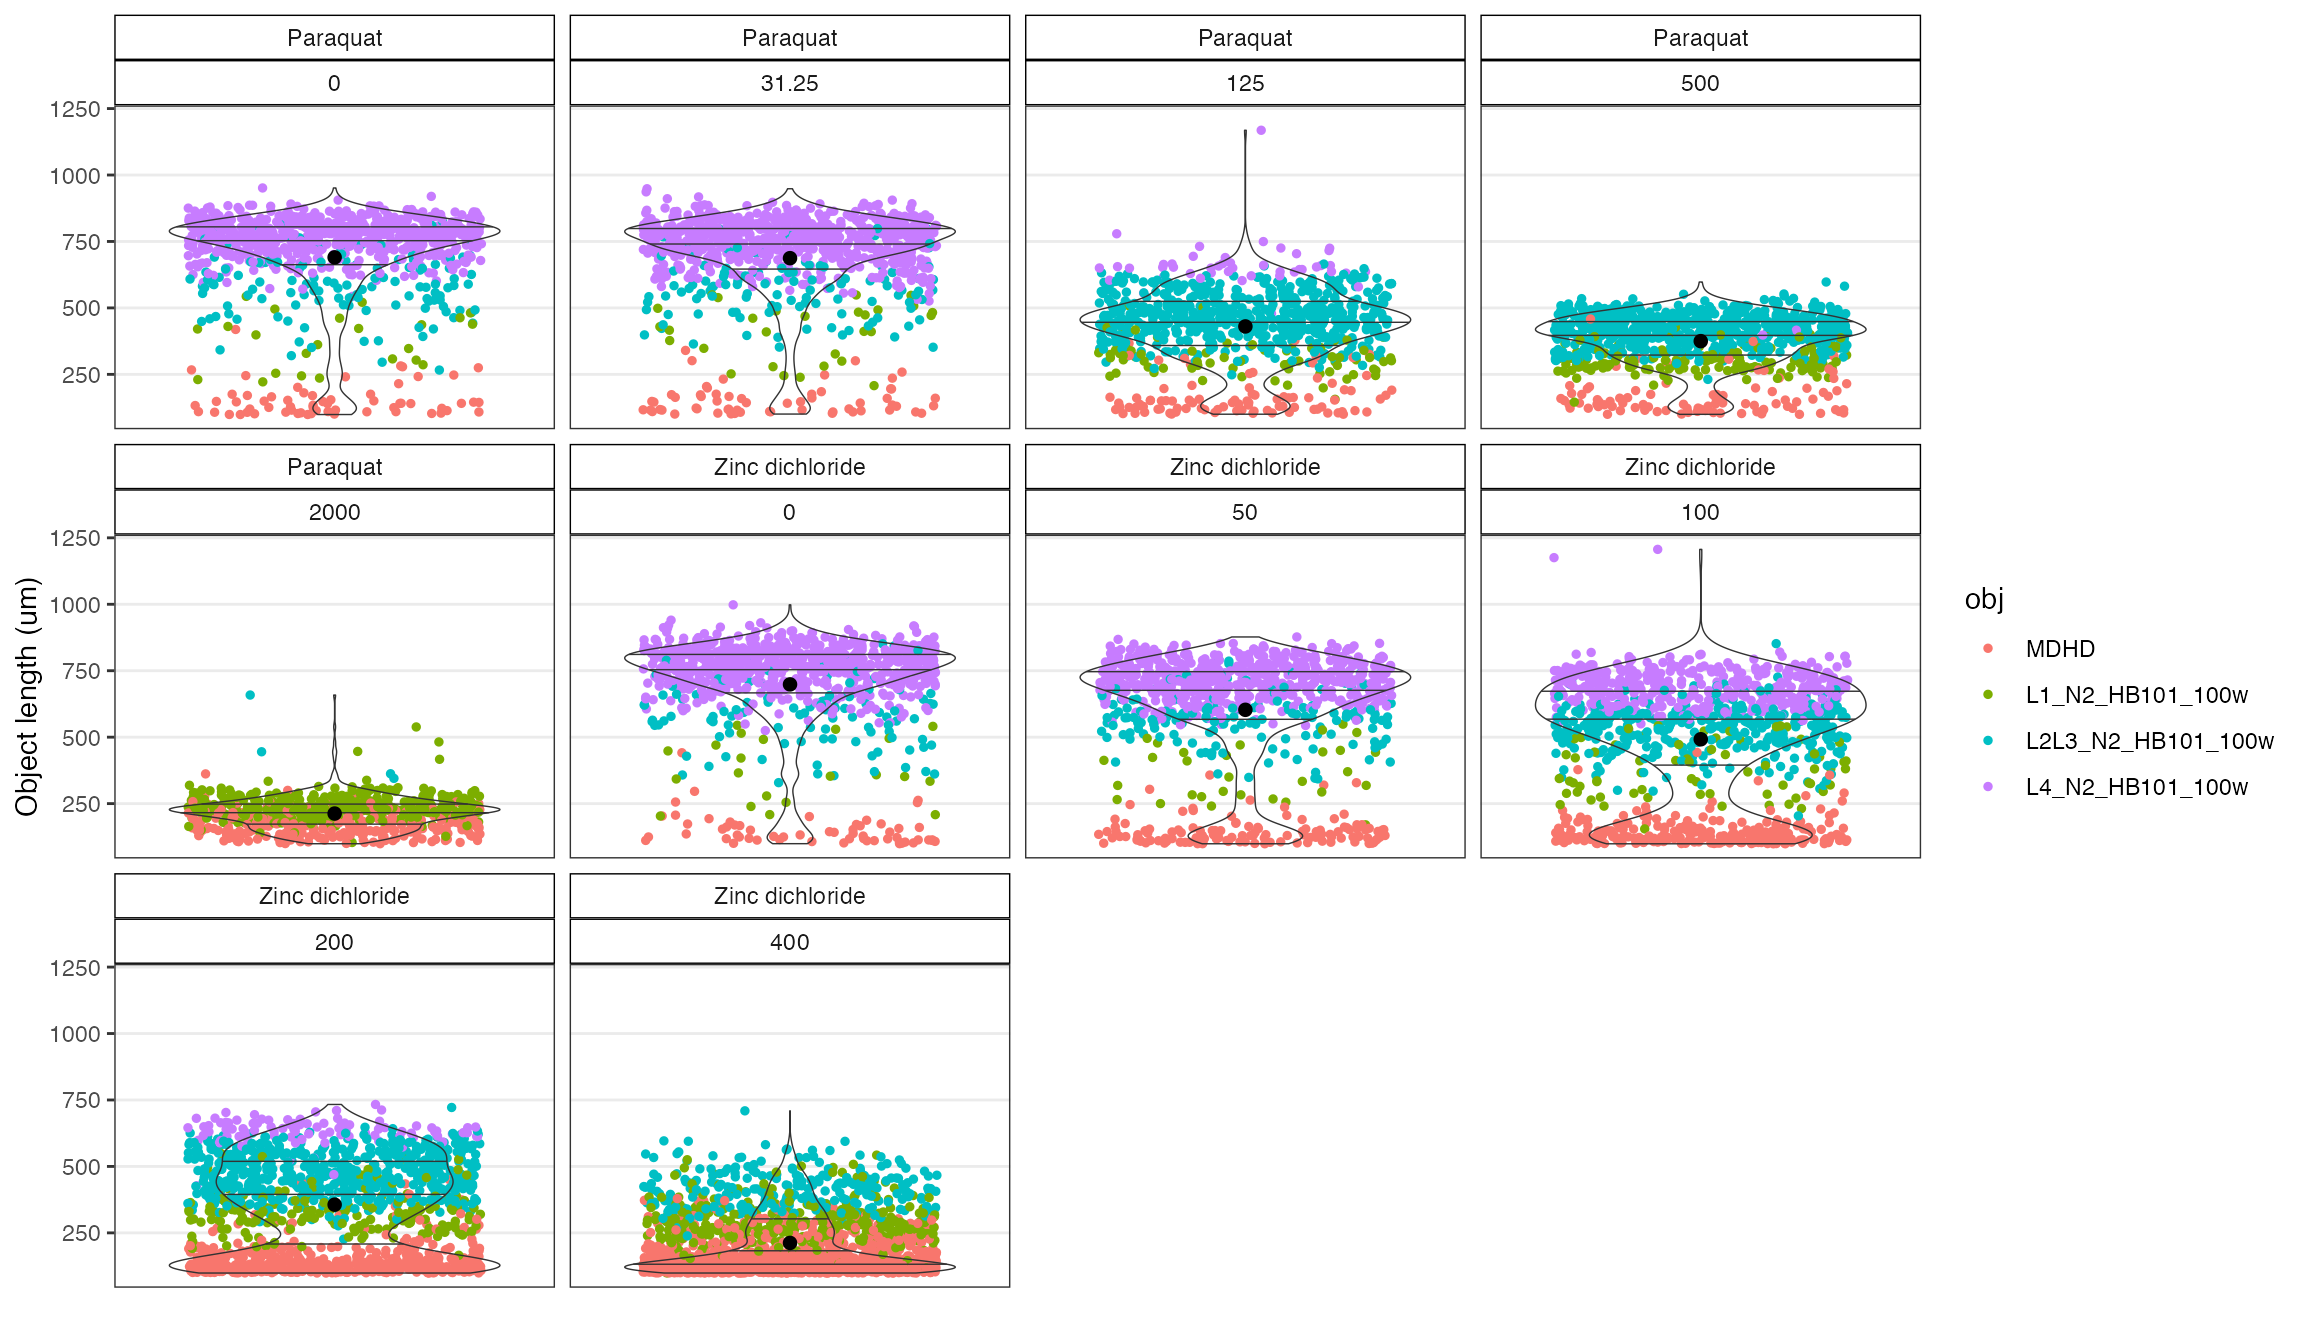 Paraquat
Paraquat
Paraquat
Paraquat
0
31.25
125
500
1250
1000
750
500
250
Paraquat
Zinc dichloride
Zinc dichloride
Zinc dichloride
2000
0
50
100
1250
1000
750
500
250
Zinc dichloride
Zinc dichloride
200
400
1250
1000
750
500
250
Object length (um)
obj
MDHD
L1_N2_HB101_100w
L2L3_N2_HB101_100w
L4_N2_HB101_100w